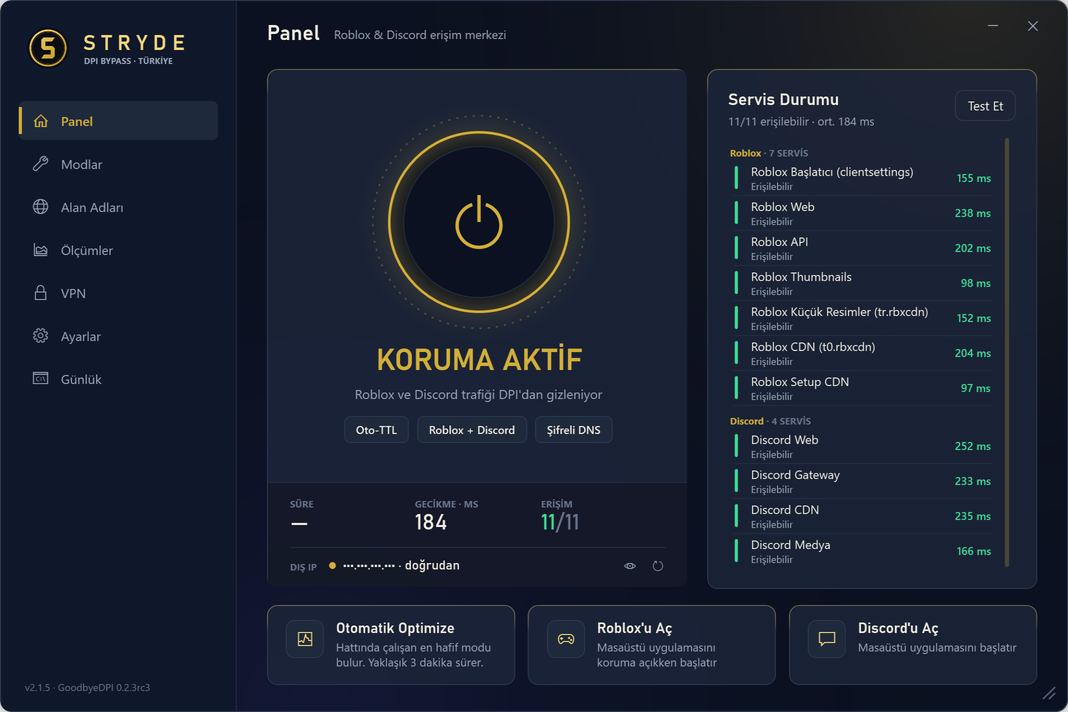 STRYDE
DPI BYPASS · TÜRKİYE
Panel
Modlar
Alan Adları
Ölçümler
VPN
Ayarlar
Günlük
v2.1.5 · GoodbyeDPI 0.2.3rc3
Panel Roblox & Discord erişim merkezi
KORUMA AKTİF
Roblox ve Discord trafiği DPI'dan gizleniyor
Oto-TTL Roblox + Discord Şifreli DNS
SÜRE GECİKME · MS ERİŞİM
— 184 11/11
DIŞ IP •••.•••.•••.••• · doğrudan
Servis Durumu
11/11 erişilebilir · ort. 184 ms
Test Et
Roblox · 7 SERVİS
Roblox Başlatıcı (clientsettings) 155 ms
Erişilebilir
Roblox Web 238 ms
Erişilebilir
Roblox API 202 ms
Erişilebilir
Roblox Thumbnails 98 ms
Erişilebilir
Roblox Küçük Resimler (tr.rbxcdn) 152 ms
Erişilebilir
Roblox CDN (t0.rbxcdn) 204 ms
Erişilebilir
Roblox Setup CDN 97 ms
Erişilebilir
Discord · 4 SERVİS
Discord Web 252 ms
Erişilebilir
Discord Gateway 233 ms
Erişilebilir
Discord CDN 235 ms
Erişilebilir
Discord Medya 166 ms
Erişilebilir
Otomatik Optimize
Hattında çalışan en hafif modu
bulur. Yaklaşık 3 dakika sürer.
Roblox'u Aç
Masaüstü uygulamasını
koruma açıkken başlatır
Discord'u Aç
Masaüstü uygulamasını başlatır